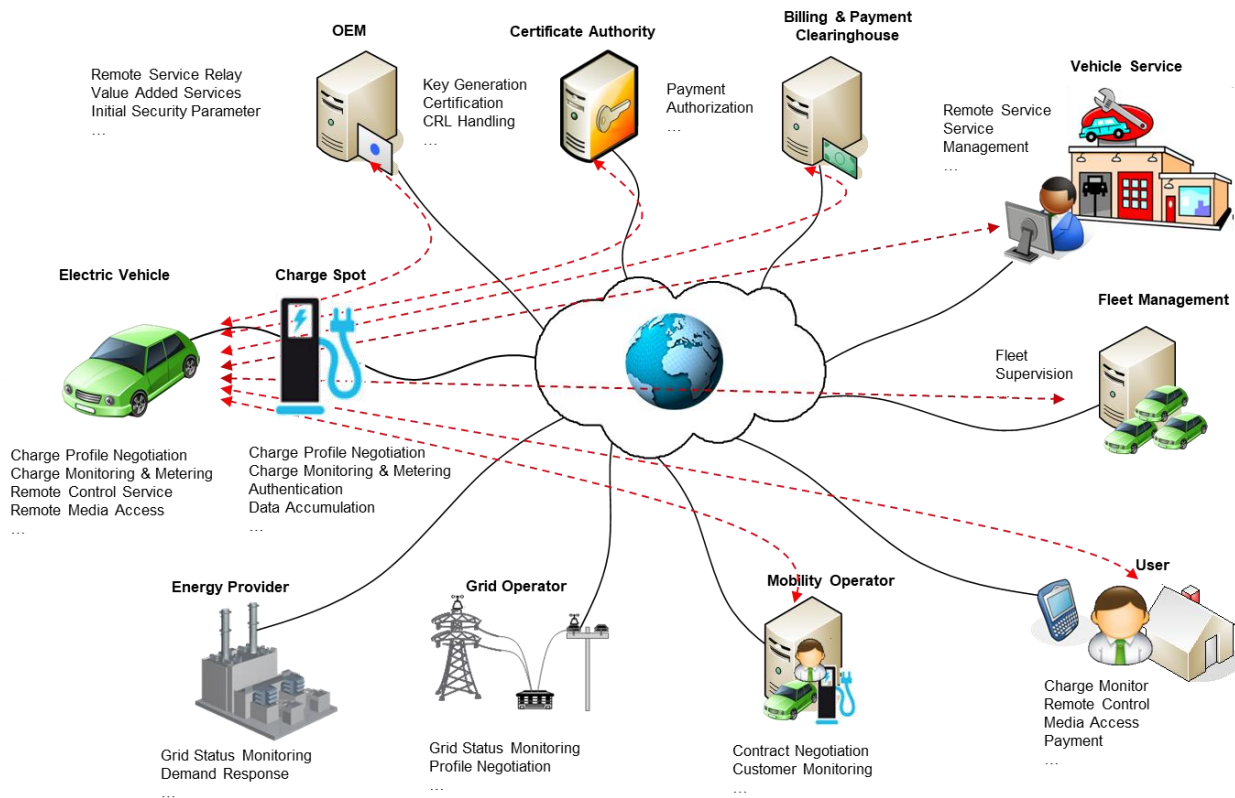 OEM
Remote Service Relay
Value Added Services
Initial Security Parameter
...
Certificate Authority
Key Generation
Certification
CRL Handling
...
Billing & Payment
Clearinghouse
Payment
Authorization
...
Vehicle Service
Remote Service
Service
Management
...
Electric Vehicle
Charge Profile Negotiation
Charge Monitoring & Metering
Remote Control Service
Remote Media Access
...
Charge Spot
Charge Profile Negotiation
Charge Monitoring & Metering
Authentication
Data Accumulation
...
Fleet Management
Fleet
Supervision
Energy Provider
Grid Status Monitoring
Demand Response
...
Grid Operator
Grid Status Monitoring
Profile Negotiation
...
Mobility Operator
Contract Negotiation
Customer Monitoring
...
User
Charge Monitor
Remote Control
Media Access
Payment
...